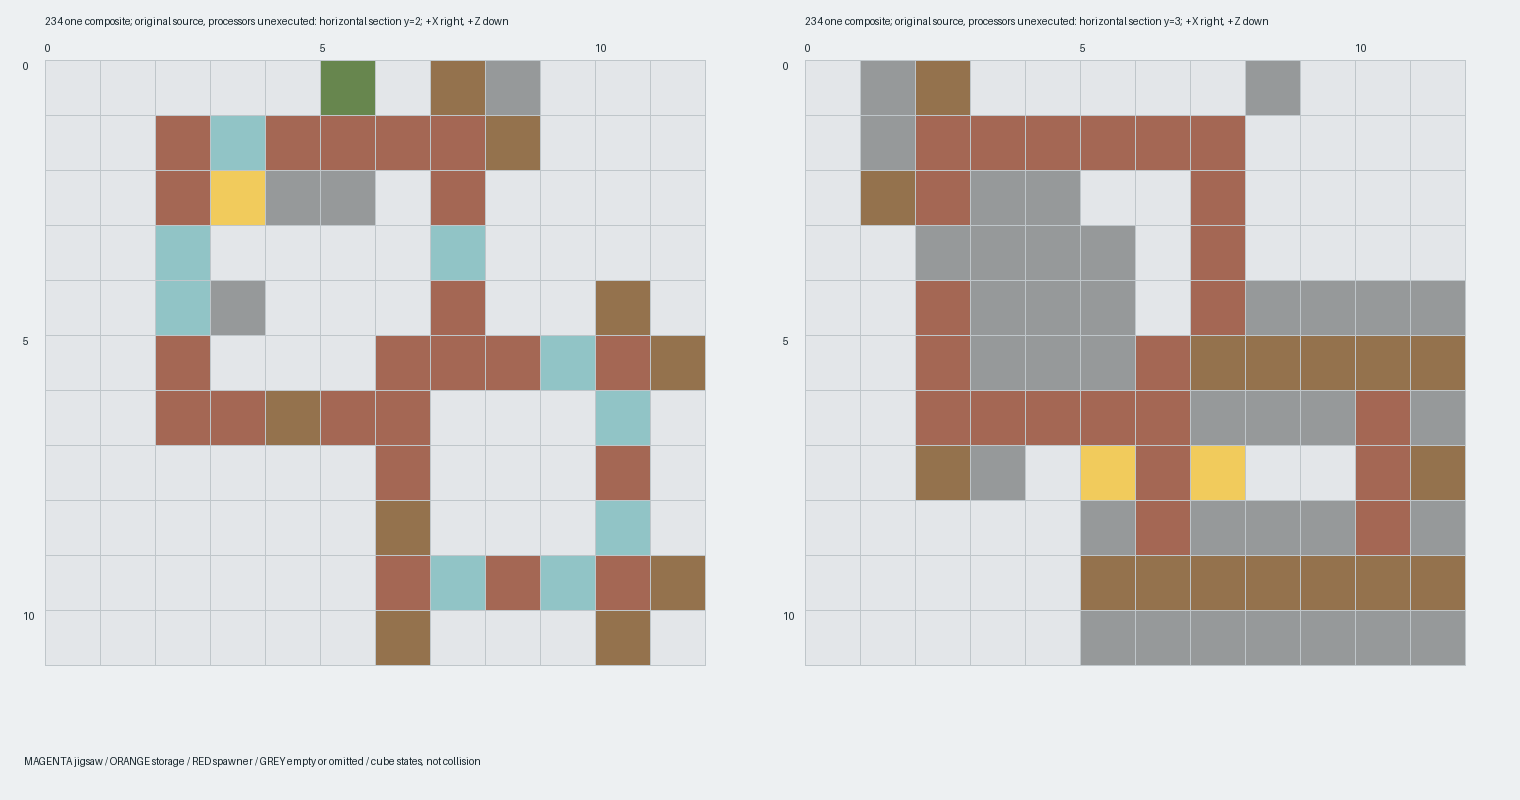 234 one composite; original source, processors unexecuted: horizontal section y=2; +X right, +Z down
234 one composite; original source, processors unexecuted: horizontal section y=3; +X right, +Z down
0 5 10
0 5 10
0
0
5
5
10
10
MAGENTA jigsaw / ORANGE storage / RED spawner / GREY empty or omitted / cube states, not collision